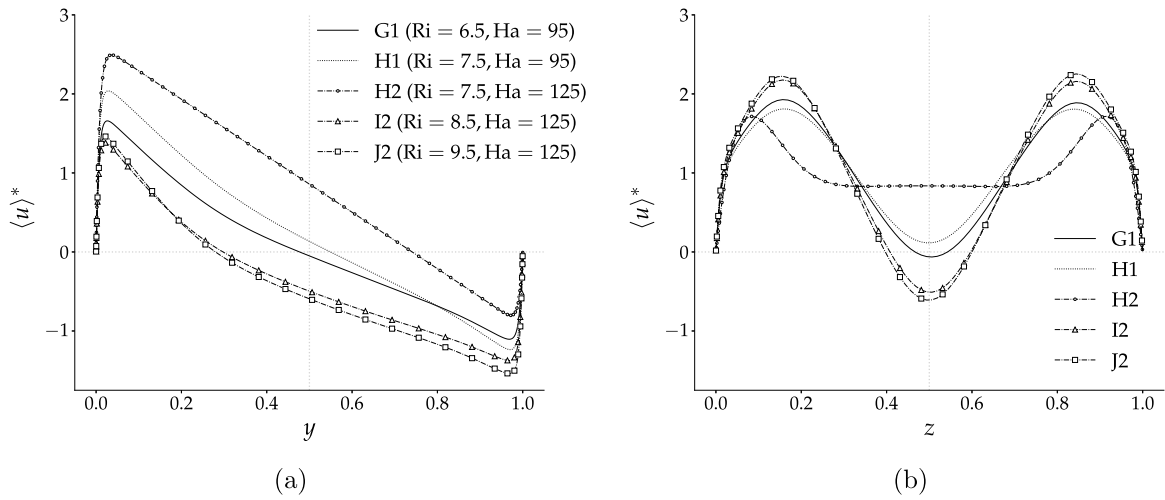 3
2
1
0
−1
⟨u⟩*
0.0 0.2 0.4 0.6 0.8 1.0
y
G1 (Ri = 6.5, Ha = 95)
H1 (Ri = 7.5, Ha = 95)
H2 (Ri = 7.5, Ha = 125)
I2 (Ri = 8.5, Ha = 125)
J2 (Ri = 9.5, Ha = 125)
(a)
3
2
1
0
−1
⟨u⟩*
0.0 0.2 0.4 0.6 0.8 1.0
z
G1
H1
H2
I2
J2
(b)